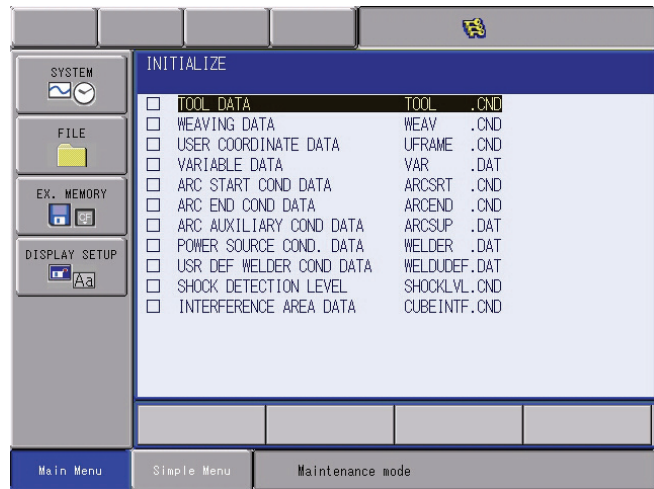 SYSTEM
FILE
EX. MEMORY
CF
DISPLAY SETUP
Aa
INITIALIZE
TOOL DATA TOOL .CND
WEAVING DATA WEAV .CND
USER COORDINATE DATA UFRAME .CND
VARIABLE DATA VAR .DAT
ARC START COND DATA ARCSRT .CND
ARC END COND DATA ARCEND .CND
ARC AUXILIARY COND DATA ARCSUP .DAT
POWER SOURCE COND. DATA WELDER .DAT
USR DEF WELDER COND DATA WELDUDEF.DAT
SHOCK DETECTION LEVEL SHOCKLVL.CND
INTERFERENCE AREA DATA CUBEINTF.CND
Main Menu
Simple Menu
Maintenance mode